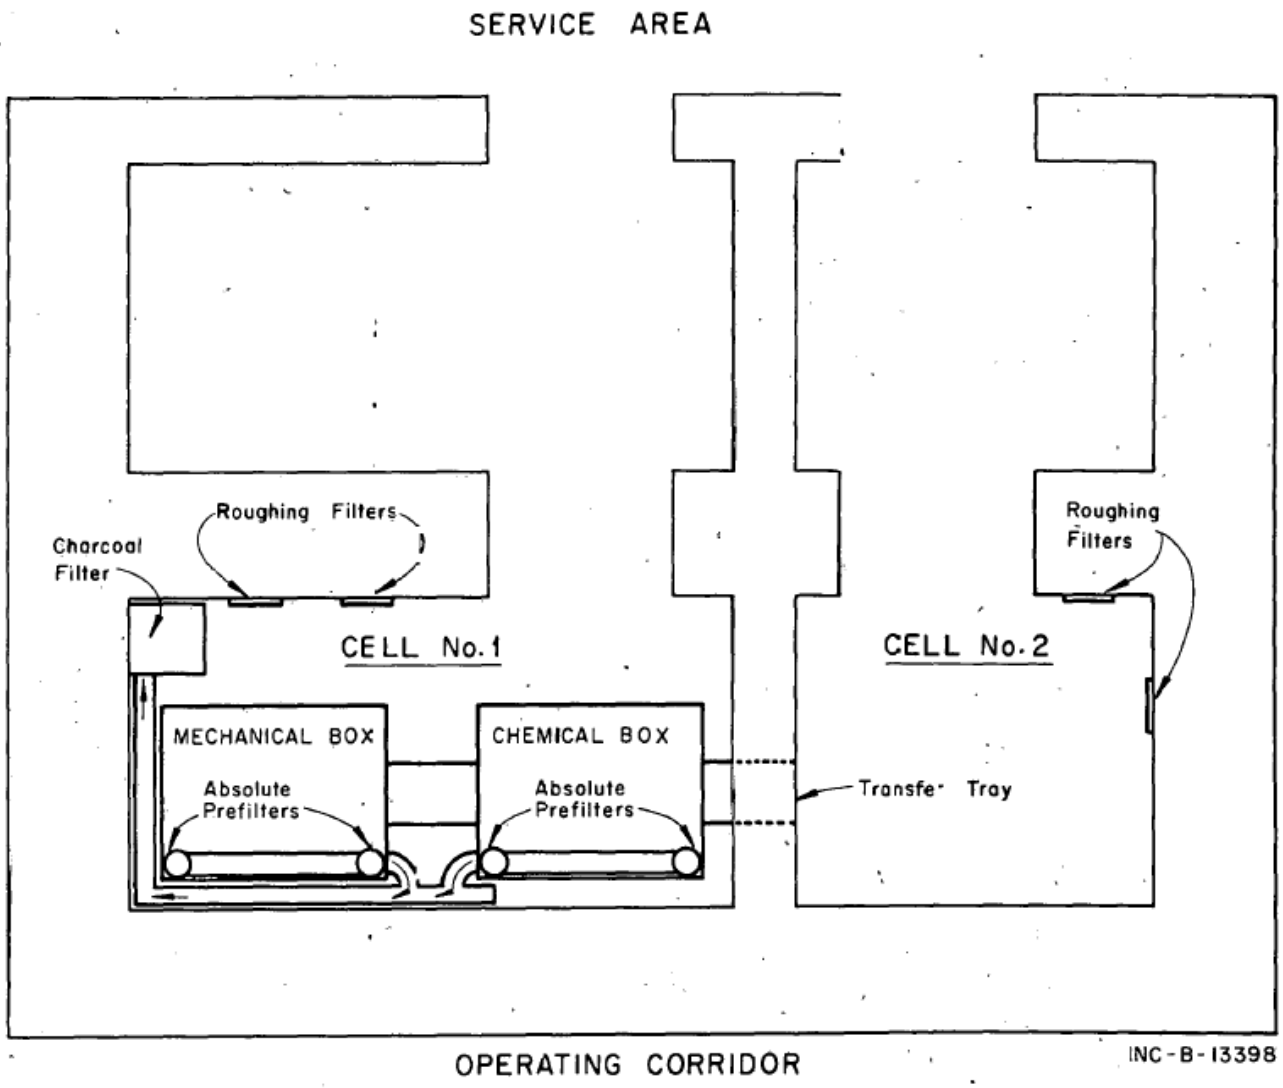 SERVICE AREA
Roughing Filters
Roughing
Filters
Charcoal
Filter
CELL No.1
CELL No.2
MECHANICAL BOX
CHEMICAL BOX
Absolute
Prefilters
Absolute
Prefilters
Transfer Tray
OPERATING CORRIDOR
INC-B-13398